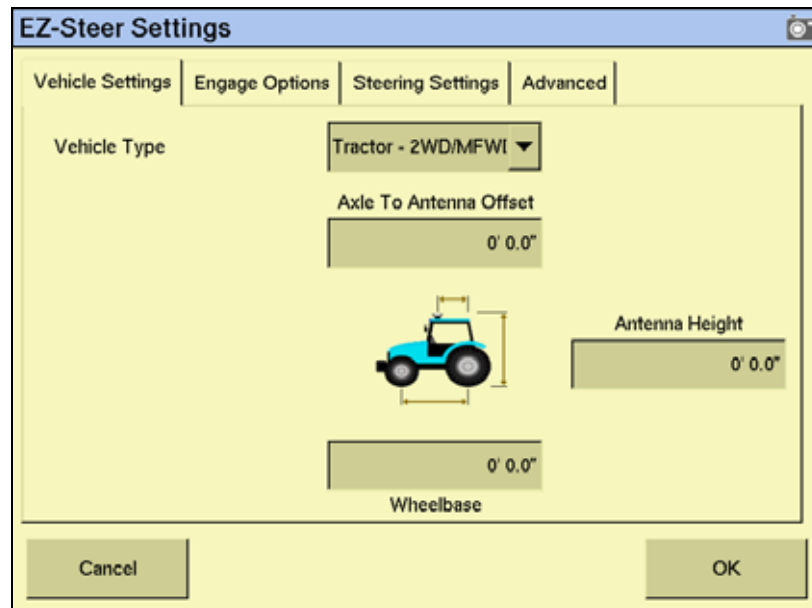 EZ-Steer Settings
Vehicle Settings
Engage Options
Steering Settings
Advanced
Vehicle Type
Tractor - 2WD/MFWI
Axle To Antenna Offset
0' 0.0"
Antenna Height
0' 0.0"
0' 0.0"
Wheelbase
Cancel
OK